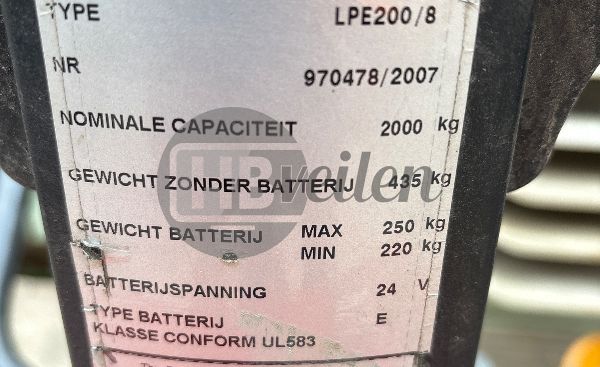 TYPE LPE200/8
NR 970478/2007
NOMINALE CAPACITEIT 2000 kg
GEWICHT ZONDER BATTERIJ 435 kg
GEWICHT BATTERIJ MAX 250 kg
MIN 220 kg
BATTERIJSPANNING 24 V
TYPE BATTERIJ E
KLASSE CONFORM UL583
HBveilen